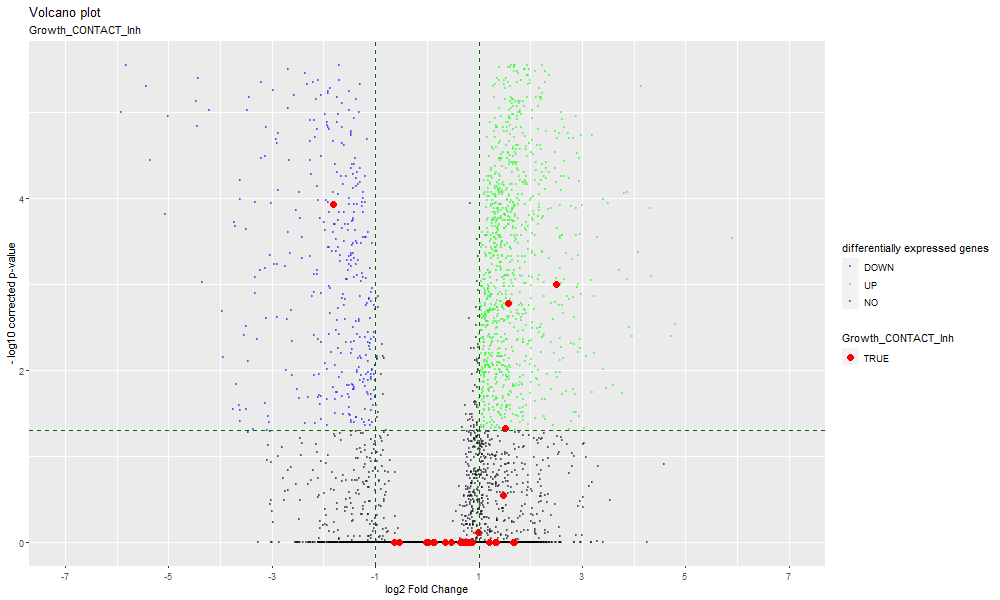 Volcano plot
Growth_CONTACT_Inh
- log10 corrected p-value
4
2
0
-7
-5
-3
-1
1
3
5
7
log2 Fold Change
differentially expressed genes
DOWN
UP
NO
Growth_CONTACT_Inh
TRUE